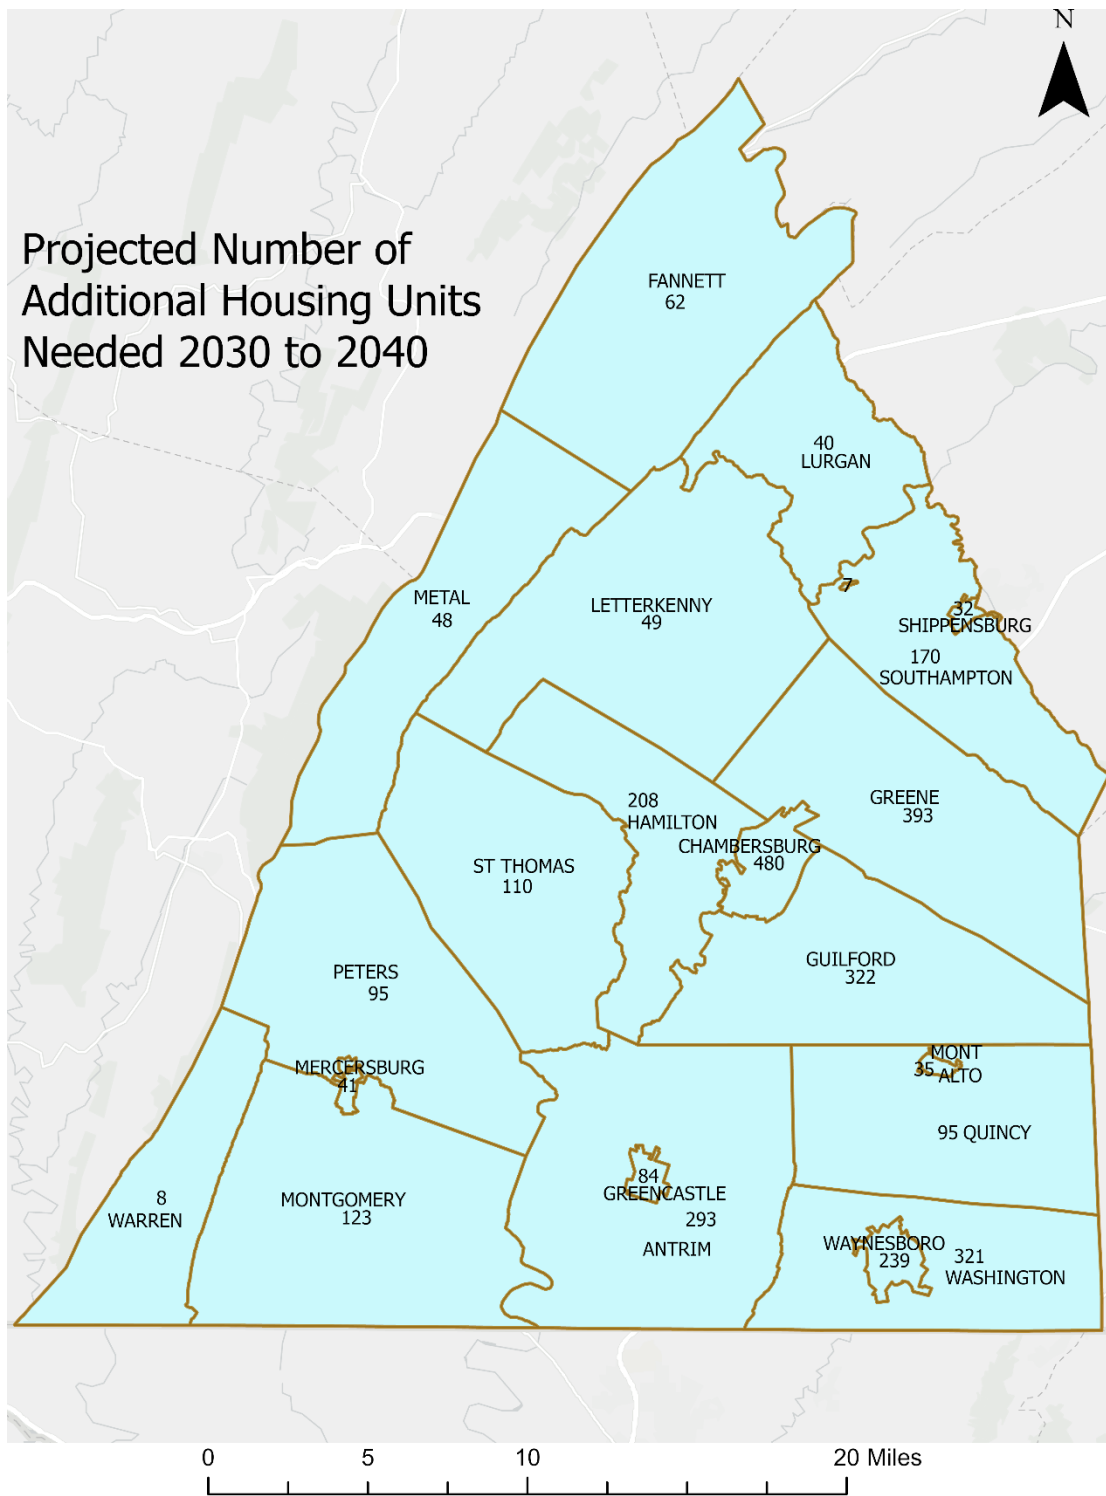 N
Projected Number of
Additional Housing Units
Needed 2030 to 2040
FANNETT
62
40
LURGAN
7
METAL
48
LETTERKENNY
49
32
SHIPPENSBURG
170
SOUTHAMPTON
208
HAMILTON
GREENE
393
CHAMBERSBURG
480
ST THOMAS
110
GUILFORD
322
PETERS
95
MERCERSBURG
41
MONT
35 ALTO
95 QUINCY
8
WARREN
MONTGOMERY
123
84
GREENCASTLE
293
ANTRIM
WAYNESBORO
239
321
WASHINGTON
0 5 10 20 Miles